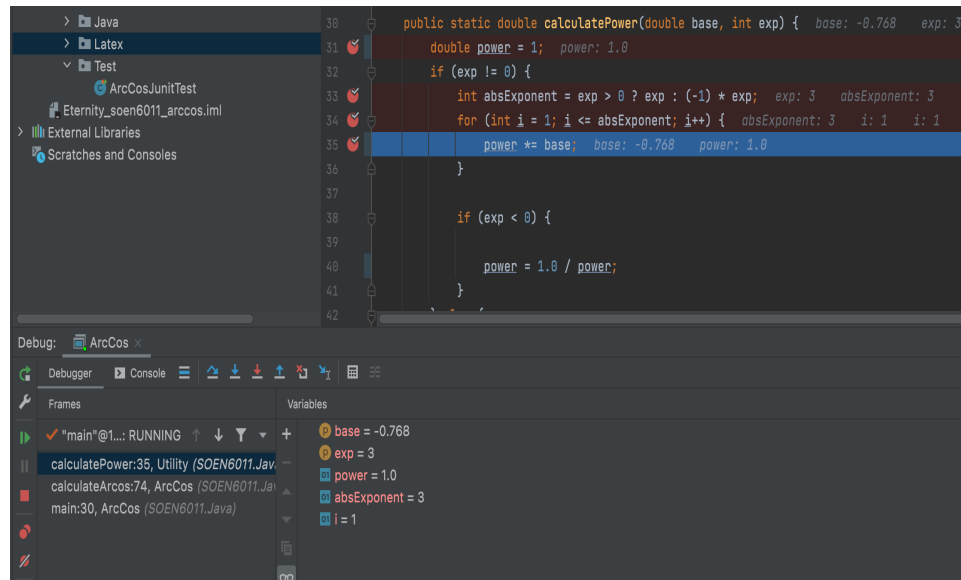 Java
Latex
Test
ArcCosJunitTest
Eternity_soen6011_arccos.iml
External Libraries
Scratches and Consoles
30 public static double calculatePower(double base, int exp) { base: -0.768 exp: 3
31 double power = 1; power: 1.0
32 if (exp != 0) {
33 int absExponent = exp > 0 ? exp : (-1) * exp; exp: 3 absExponent: 3
34 for (int i = 1; i <= absExponent; i++) { absExponent: 3 i: 1 i: 1
35 power *= base; base: -0.768 power: 1.0
36 }
37
38 if (exp < 0) {
39
40 power = 1.0 / power;
41 }
42
Debug: ArcCos
Debugger Console
Frames Variables
"main"@1...: RUNNING
calculatePower:35, Utility (SOEN6011.Jav
calculateArcos:74, ArcCos (SOEN6011.Jav
main:30, ArcCos (SOEN6011.Java)
base = -0.768
exp = 3
power = 1.0
absExponent = 3
i = 1